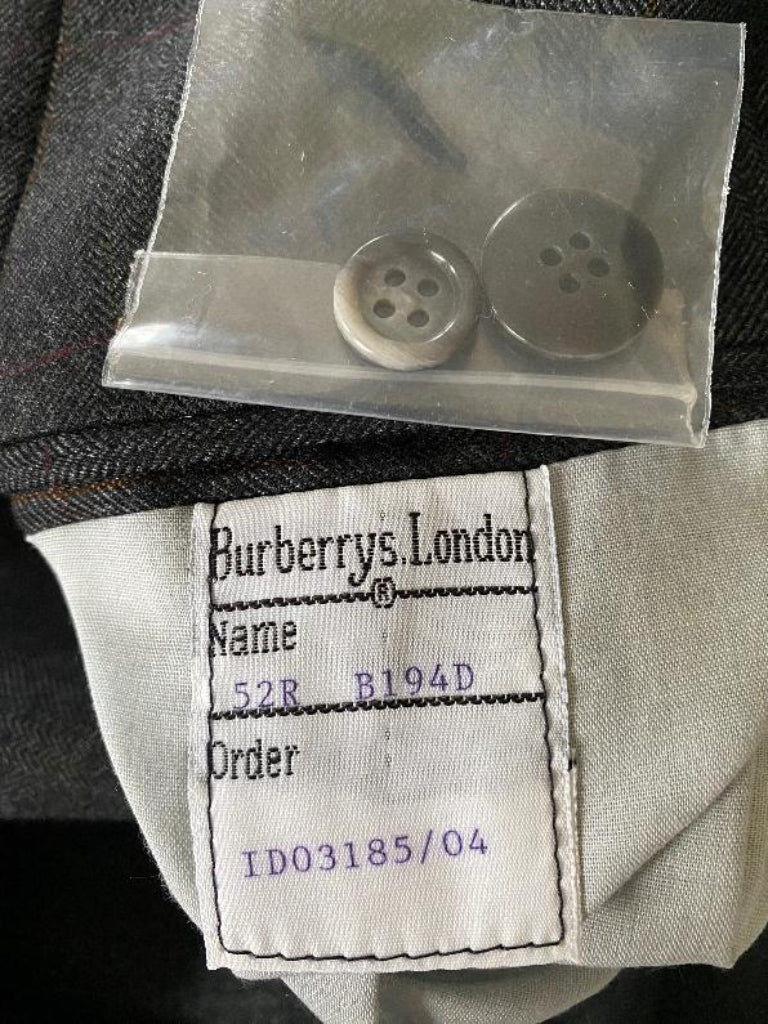 Burberrys.London
®
Name
52R B194D
Order
ID03185/04